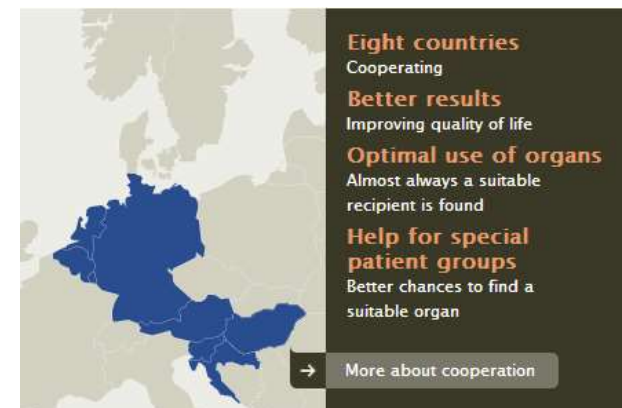 Eight countries
Cooperating
Better results
Improving quality of life
Optimal use of organs
Almost always a suitable
recipient is found
Help for special
patient groups
Better chances to find a
suitable organ
More about cooperation